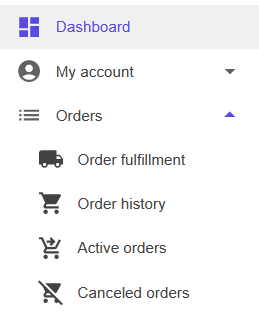 Dashboard
My account
Orders
Order fulfillment
Order history
Active orders
Canceled orders